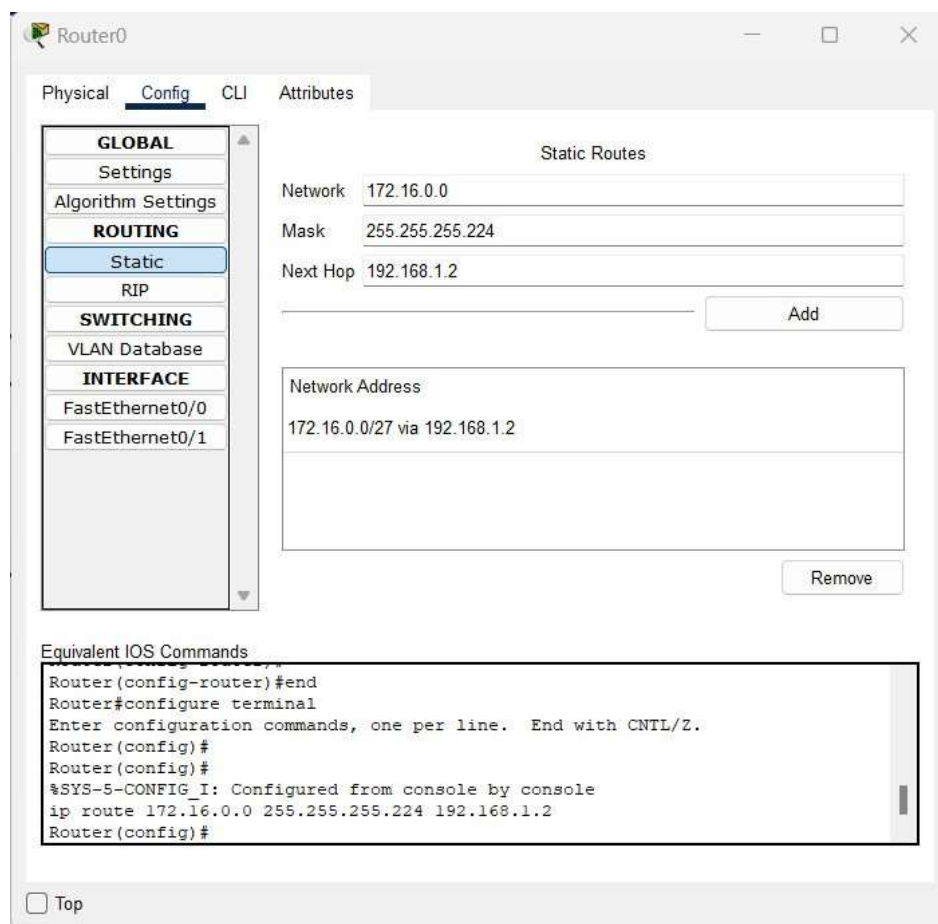 Router0
Physical Config CLI Attributes
GLOBAL
Settings
Algorithm Settings
ROUTING
Static
RIP
SWITCHING
VLAN Database
INTERFACE
FastEthernet0/0
FastEthernet0/1
Static Routes
Network 172.16.0.0
Mask 255.255.255.224
Next Hop 192.168.1.2
Add
Network Address
172.16.0.0/27 via 192.168.1.2
Remove
Equivalent IOS Commands
Router(config-router)#end
Router#configure terminal
Enter configuration commands, one per line. End with CNTL/Z.
Router(config)#
Router(config)#
%SYS-5-CONFIG_I: Configured from console by console
ip route 172.16.0.0 255.255.255.224 192.168.1.2
Router(config)#
Top